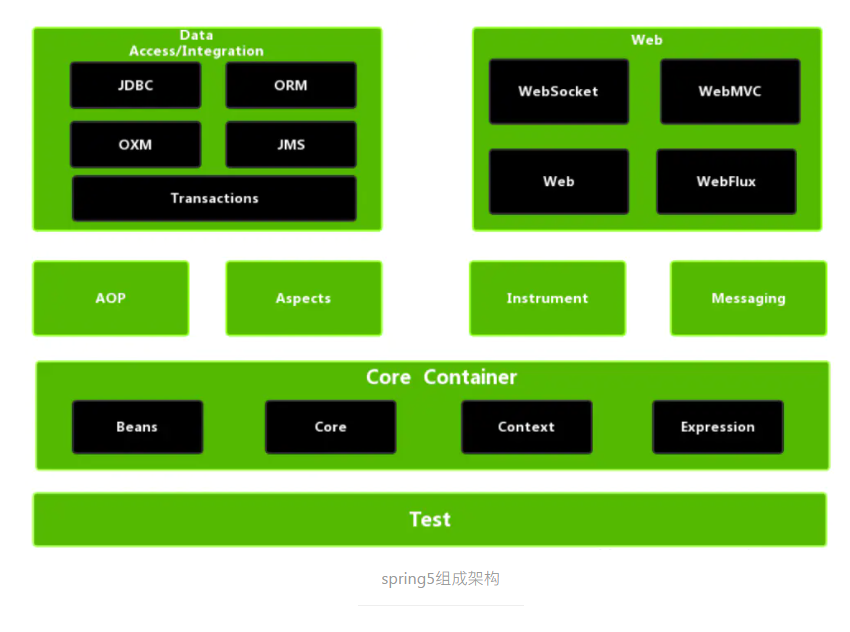 Data
Access/Integration
JDBC
ORM
OXM
JMS
Transactions
Web
WebSocket
WebMVC
Web
WebFlux
AOP
Aspects
Instrument
Messaging
Core Container
Beans
Core
Context
Expression
Test
spring5组成架构